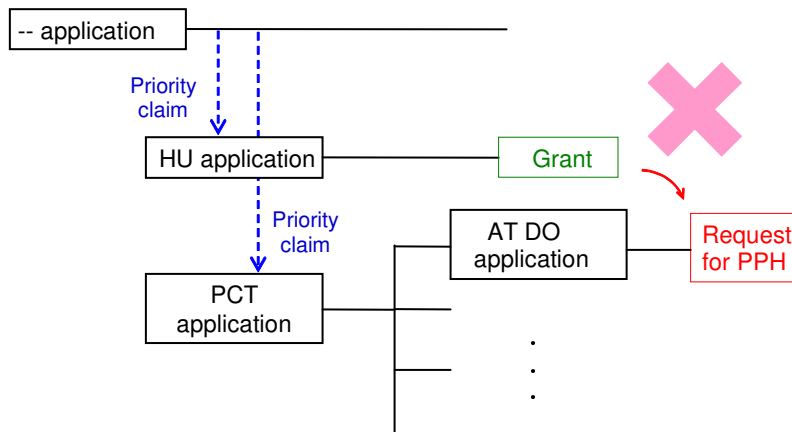 -- application
Priority
claim
HU application
Grant
Priority
claim
AT DO
application
Request
for PPH
PCT
application